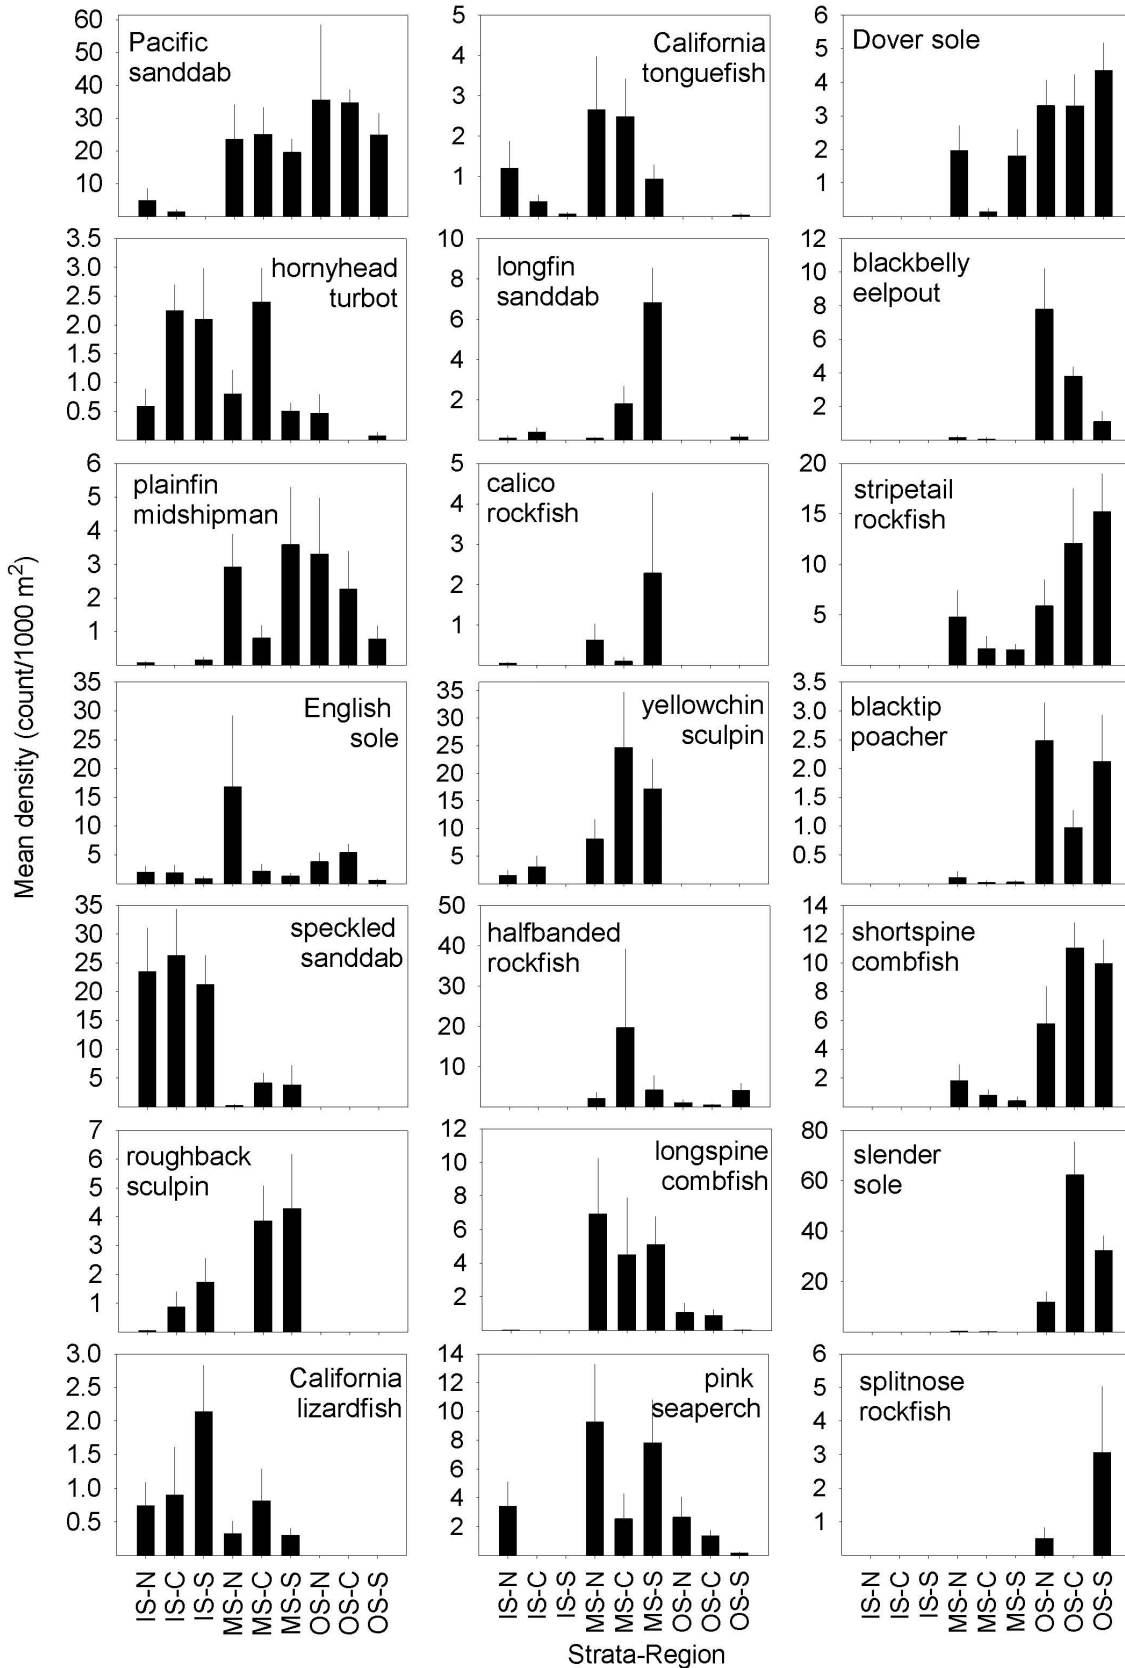 Mean density (count/1000 m²)
60
50
40
30
20
10
Pacific
sanddab
5
4
3
2
1
California
tonguefish
6
5
4
3
2
1
Dover sole
3.5
3.0
2.5
2.0
1.5
1.0
0.5
hornyhead
turbot
10
8
6
4
2
longfin
sanddab
12
10
8
6
4
2
blackbelly
eelpout
6
5
4
3
2
1
plainfin
midshipman
5
4
3
2
1
calico
rockfish
20
15
10
5
stripetail
rockfish
35
30
25
20
15
10
5
English
sole
35
30
25
20
15
10
5
yellowchin
sculpin
3.5
3.0
2.5
2.0
1.5
1.0
0.5
blacktip
poacher
35
30
25
20
15
10
5
speckled
sanddab
50
40
30
20
10
halfbanded
rockfish
14
12
10
8
6
4
2
shortspine
combfish
7
6
5
4
3
2
1
roughback
sculpin
12
10
8
6
4
2
longspine
combfish
80
60
40
20
slender
sole
3.0
2.5
2.0
1.5
1.0
0.5
California
lizardfish
14
12
10
8
6
4
2
pink
seaperch
6
5
4
3
2
1
splitnose
rockfish
IS-N
IS-C
IS-S
MS-N
MS-C
MS-S
OS-N
OS-C
OS-S
IS-N
IS-C
IS-S
MS-N
MS-C
MS-S
OS-N
OS-C
OS-S
IS-N
IS-C
IS-S
MS-N
MS-C
MS-S
OS-N
OS-C
OS-S
Strata-Region